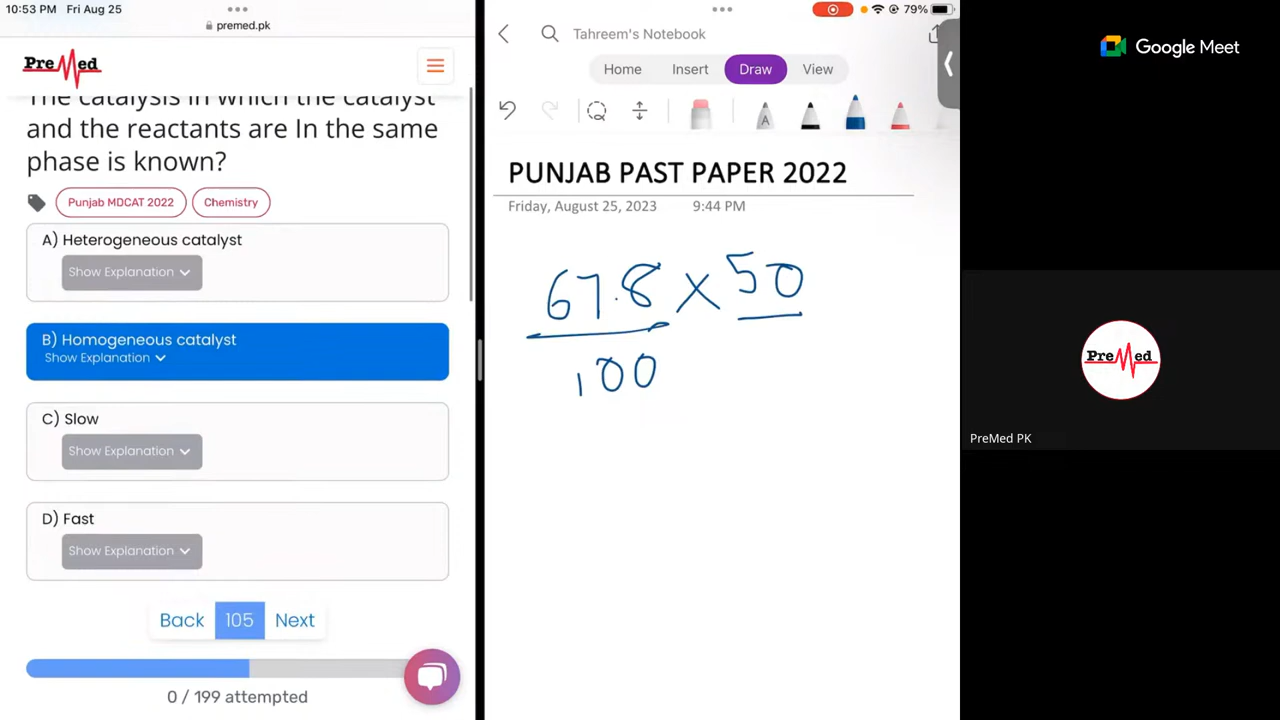 10:53 PM Fri Aug 25
premed.pk
PreMed
The catalysis in which the catalyst
and the reactants are In the same
phase is known?
Punjab MDCAT 2022
Chemistry
A) Heterogeneous catalyst
Show Explanation
B) Homogeneous catalyst
Show Explanation
C) Slow
Show Explanation
D) Fast
Show Explanation
Back 105 Next
0 / 199 attempted
79%
Tahreem's Notebook
Home Insert Draw View
A
PUNJAB PAST PAPER 2022
Friday, August 25, 2023 9:44 PM
67.8 × 50
100
Google Meet
PreMed
PreMed PK